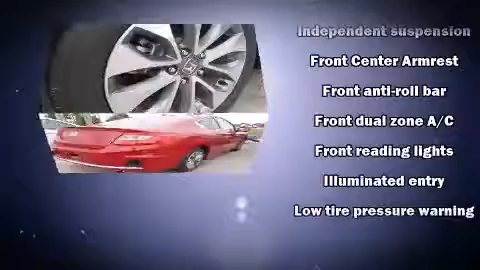 Independent suspension
Front Center Armrest
Front anti-roll bar
Front dual zone A/C
Front reading lights
Illuminated entry
Low tire pressure warning